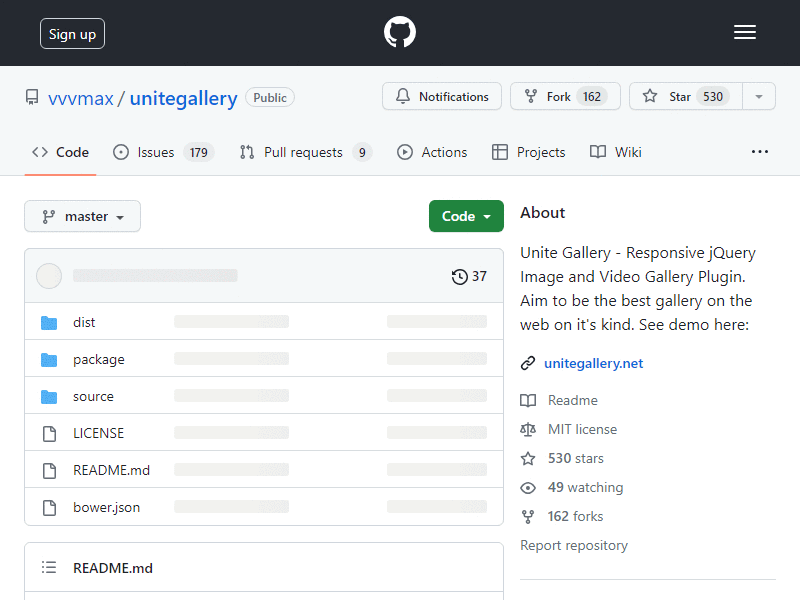 Sign up
vvvmax / unitegallery Public
Notifications Fork 162 Star 530
Code Issues 179 Pull requests 9 Actions Projects Wiki
master Code
37
dist
package
source
LICENSE
README.md
bower.json
README.md
About
Unite Gallery - Responsive jQuery
Image and Video Gallery Plugin.
Aim to be the best gallery on the
web on it's kind. See demo here:
unitegallery.net
Readme
MIT license
530 stars
49 watching
162 forks
Report repository